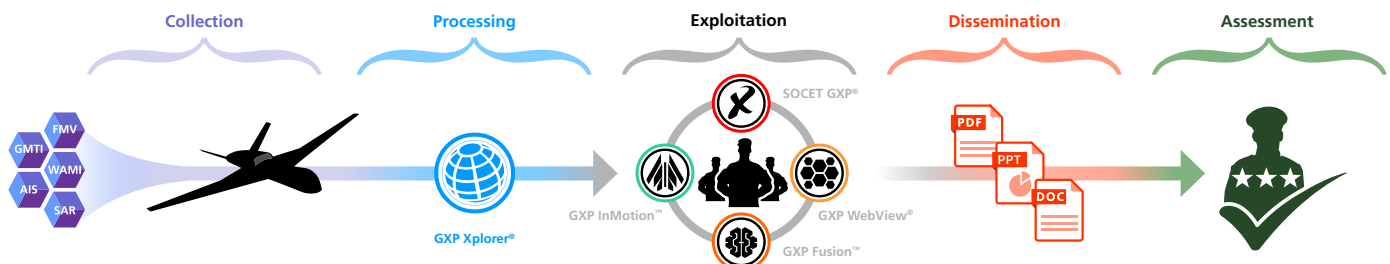 Collection
Processing
Exploitation
Dissemination
Assessment
FMV
GMTI
WAMI
AIS
SAR
GXP Xplorer®
SOCET GXP®
GXP InMotion™
GXP WebView®
GXP Fusion™
PDF
PPT
DOC